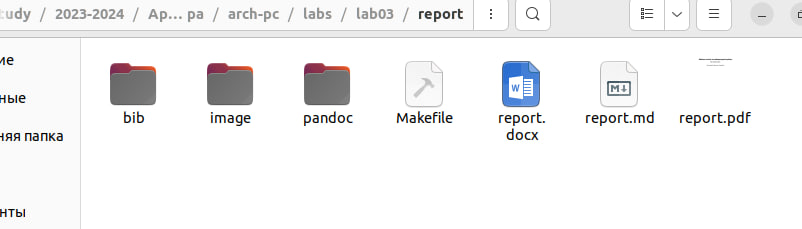 tudy / 2023-2024 / Ap… pa / arch-pc / labs / lab03 / report
ие
ные
няя папка
нты
bib
image
pandoc
Makefile
report.
docx
report.md
report.pdf